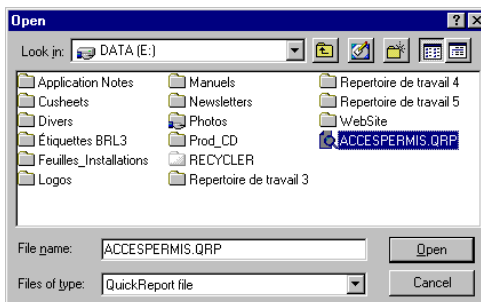 Open
Look in: DATA (E:)
Application Notes Manuels Repertoire de travail 4
Cusheets Newsletters Repertoire de travail 5
Divers Photos WebSite
Étiquettes BRL3 Prod_CD ACCESPERMIS.QRP
Feuilles_Installations RECYCLER
Logos Repertoire de travail 3
File name: ACCESPERMIS.QRP Open
Files of type: QuickReport file Cancel